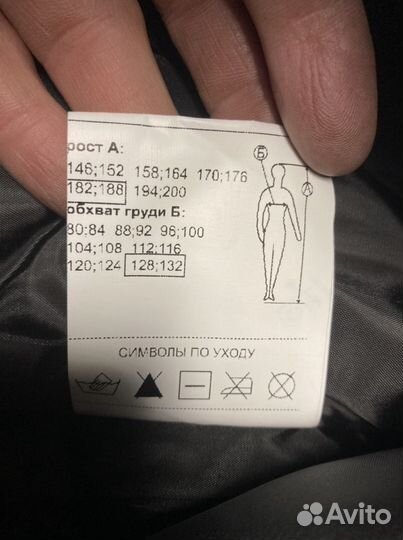 рост А:
146;152 158;164 170;176
182;188 194;200
обхват груди Б:
80;84 88;92 96;100
104;108 112;116
120;124 128;132
Б
А
СИМВОЛЫ ПО УХОДУ
Avito